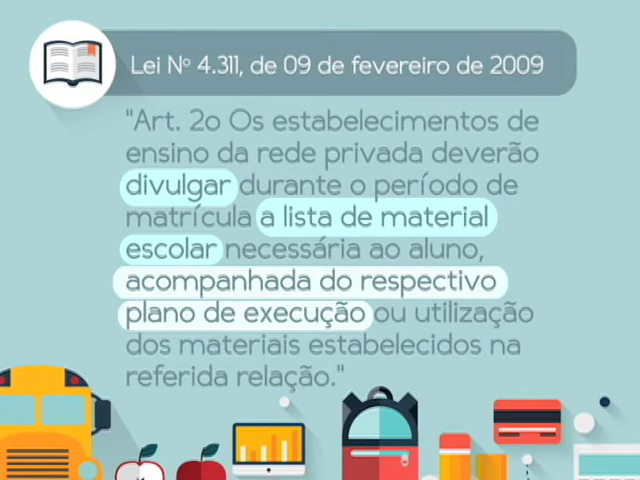 Lei Nº 4.311, de 09 de fevereiro de 2009
"Art. 2o Os estabelecimentos de
ensino da rede privada deverão
divulgar durante o período de
matrícula a lista de material
escolar necessária ao aluno,
acompanhada do respectivo
plano de execução ou utilização
dos materiais estabelecidos na
referida relação."